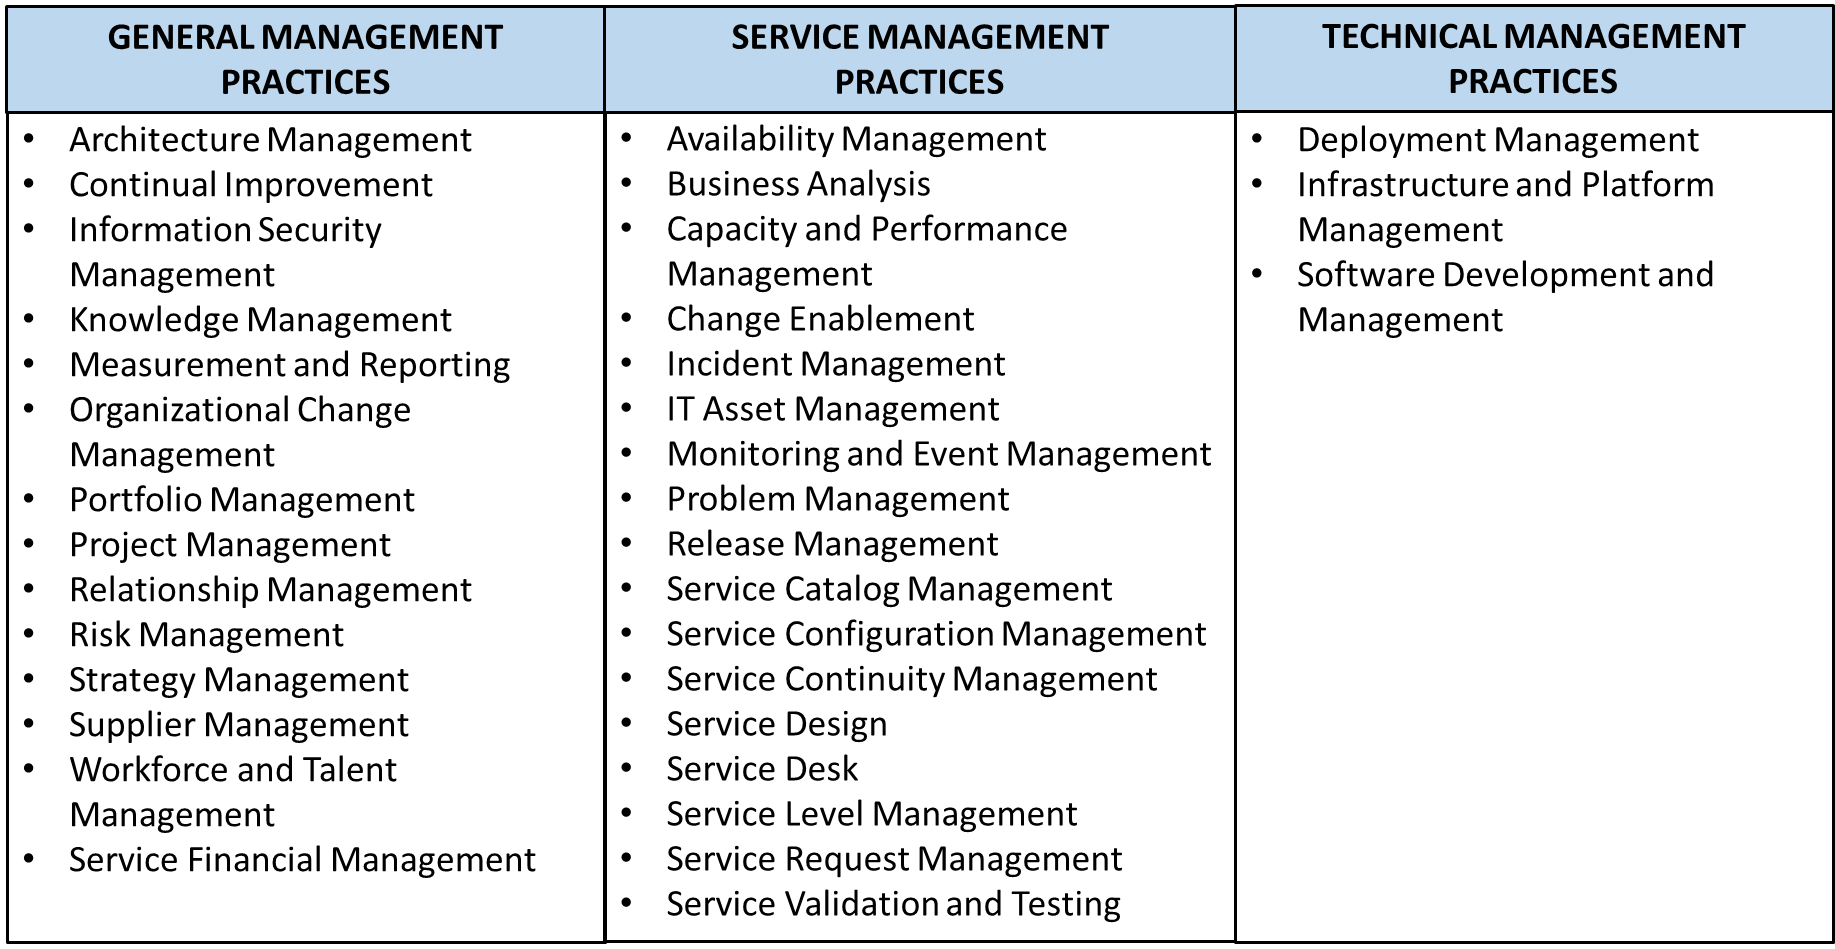 GENERAL MANAGEMENT
PRACTICES
• Architecture Management
• Continual Improvement
• Information Security
Management
• Knowledge Management
• Measurement and Reporting
• Organizational Change
Management
• Portfolio Management
• Project Management
• Relationship Management
• Risk Management
• Strategy Management
• Supplier Management
• Workforce and Talent
Management
• Service Financial Management
SERVICE MANAGEMENT
PRACTICES
• Availability Management
• Business Analysis
• Capacity and Performance
Management
• Change Enablement
• Incident Management
• IT Asset Management
• Monitoring and Event Management
• Problem Management
• Release Management
• Service Catalog Management
• Service Configuration Management
• Service Continuity Management
• Service Design
• Service Desk
• Service Level Management
• Service Request Management
• Service Validation and Testing
TECHNICAL MANAGEMENT
PRACTICES
• Deployment Management
• Infrastructure and Platform
Management
• Software Development and
Management